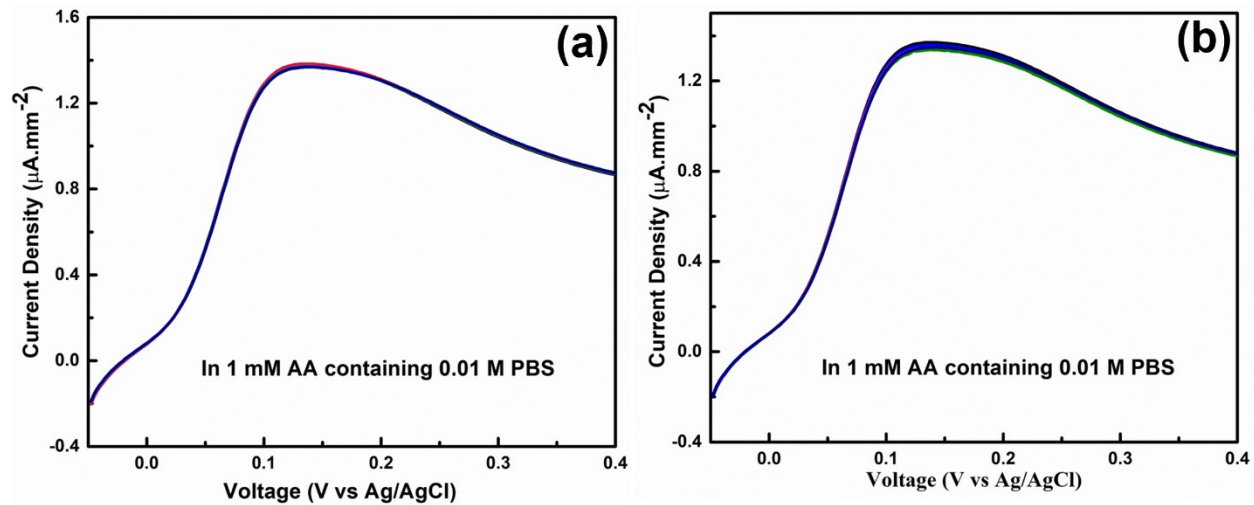 (a)
1.6
1.2
0.8
0.4
0.0
-0.4
Current Density (µA.mm-2)
In 1 mM AA containing 0.01 M PBS
0.0 0.1 0.2 0.3 0.4
Voltage (V vs Ag/AgCl)
(b)
1.2
0.8
0.4
0.0
-0.4
Current Density (µA.mm-2)
In 1 mM AA containing 0.01 M PBS
0.0 0.1 0.2 0.3 0.4
Voltage (V vs Ag/AgCl)